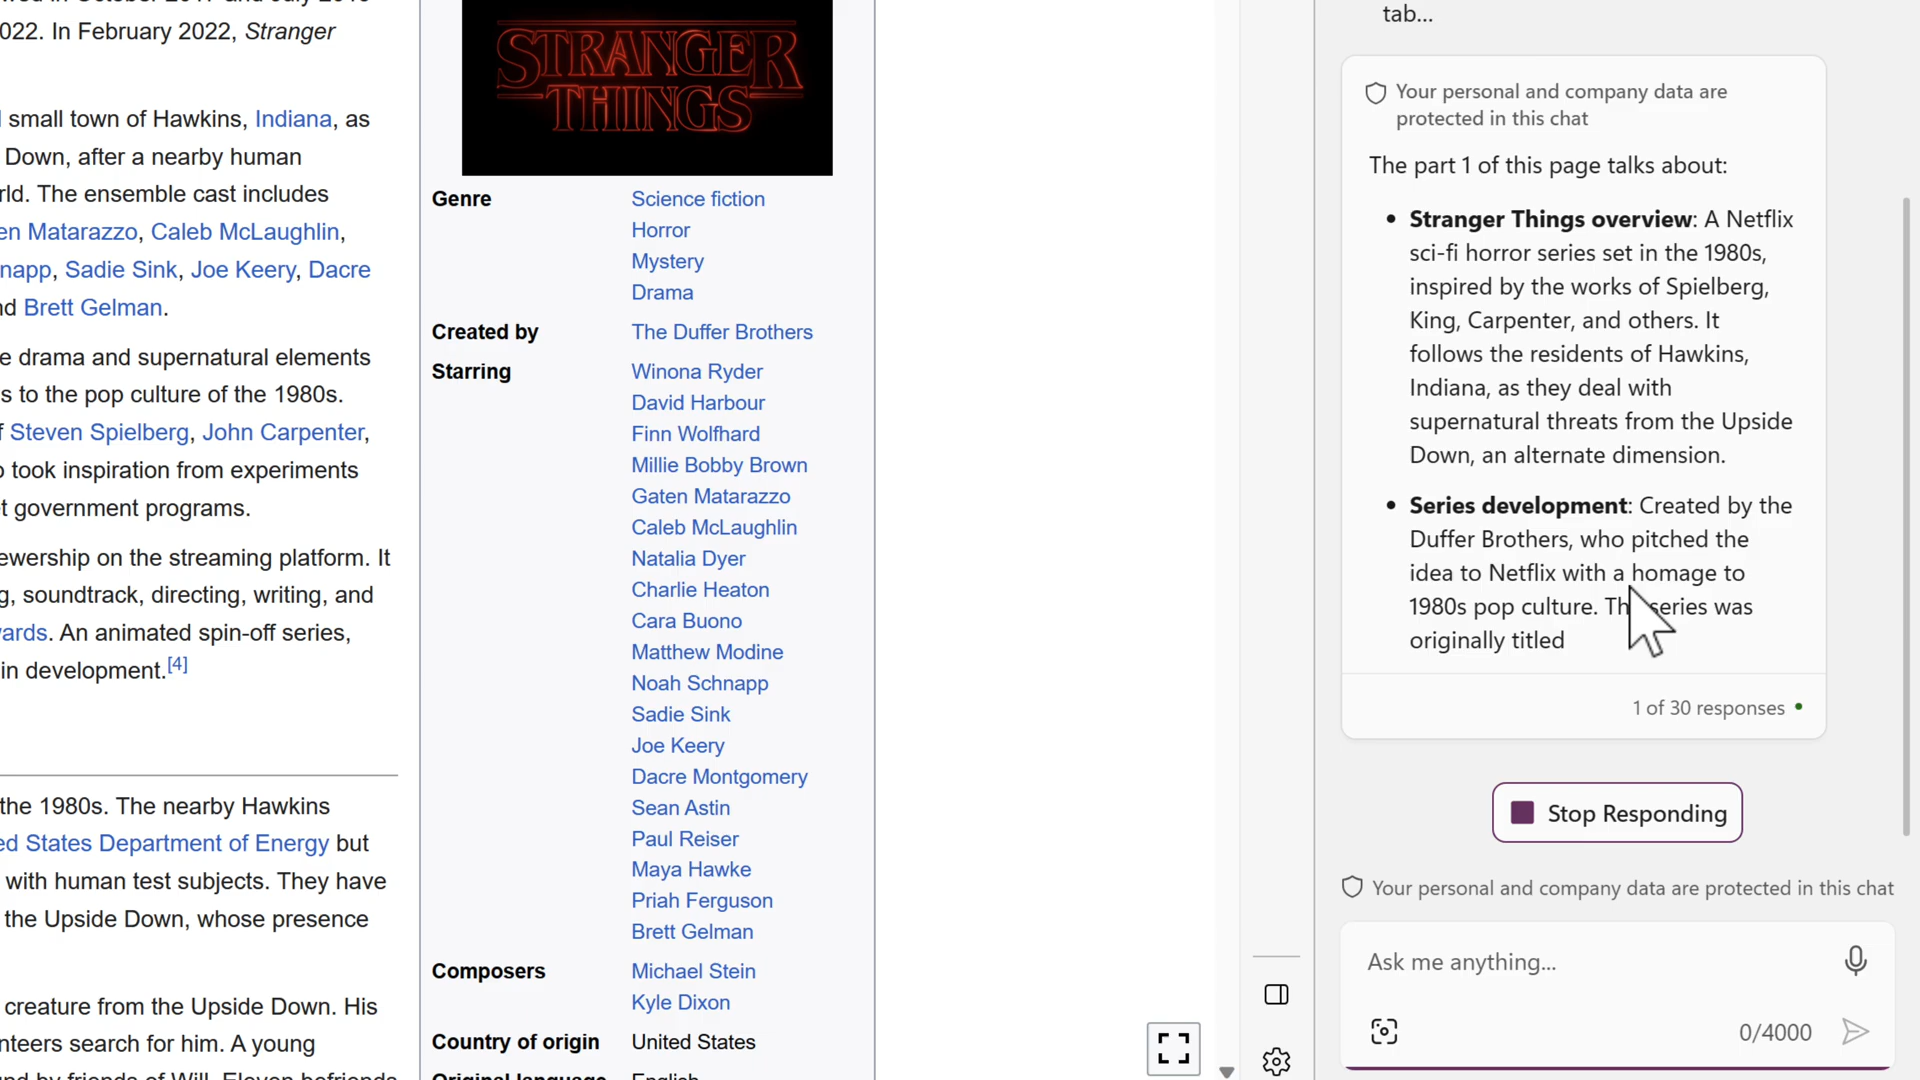 022. In February 2022, Stranger
small town of Hawkins, Indiana, as
Down, after a nearby human
rld. The ensemble cast includes
en Matarazzo, Caleb McLaughlin,
napp, Sadie Sink, Joe Keery, Dacre
nd Brett Gelman.
e drama and supernatural elements
s to the pop culture of the 1980s.
f Steven Spielberg, John Carpenter,
o took inspiration from experiments
t government programs.
ewership on the streaming platform. It
g, soundtrack, directing, writing, and
ards. An animated spin-off series,
in development.[4]
the 1980s. The nearby Hawkins
ed States Department of Energy but
with human test subjects. They have
the Upside Down, whose presence
creature from the Upside Down. His
nteers search for him. A young
STRANGER
THINGS
Genre
Science fiction
Horror
Mystery
Drama
Created by
The Duffer Brothers
Starring
Winona Ryder
David Harbour
Finn Wolfhard
Millie Bobby Brown
Gaten Matarazzo
Caleb McLaughlin
Natalia Dyer
Charlie Heaton
Cara Buono
Matthew Modine
Noah Schnapp
Sadie Sink
Joe Keery
Dacre Montgomery
Sean Astin
Paul Reiser
Maya Hawke
Priah Ferguson
Brett Gelman
Composers
Michael Stein
Kyle Dixon
Country of origin
United States
Original language
English
tab...
Your personal and company data are
protected in this chat
The part 1 of this page talks about:
• Stranger Things overview: A Netflix
sci-fi horror series set in the 1980s,
inspired by the works of Spielberg,
King, Carpenter, and others. It
follows the residents of Hawkins,
Indiana, as they deal with
supernatural threats from the Upside
Down, an alternate dimension.
• Series development: Created by the
Duffer Brothers, who pitched the
idea to Netflix with a homage to
1980s pop culture. The series was
originally titled
1 of 30 responses
Stop Responding
Your personal and company data are protected in this chat
Ask me anything...
0/4000